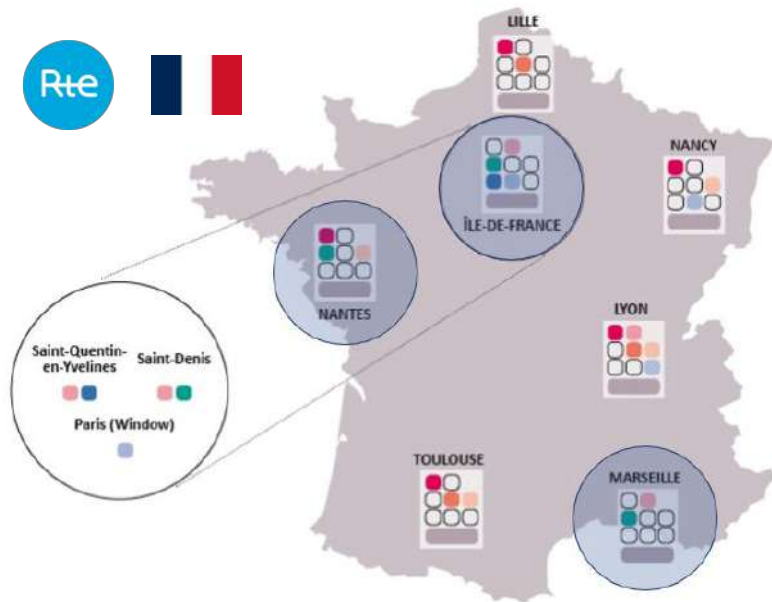 Rte
LILLE
NANCY
ÎLE-DE-FRANCE
NANTES
LYON
Saint-Quentin-
en-Yvelines
Saint-Denis
Paris (Window)
TOULOUSE
MARSEILLE